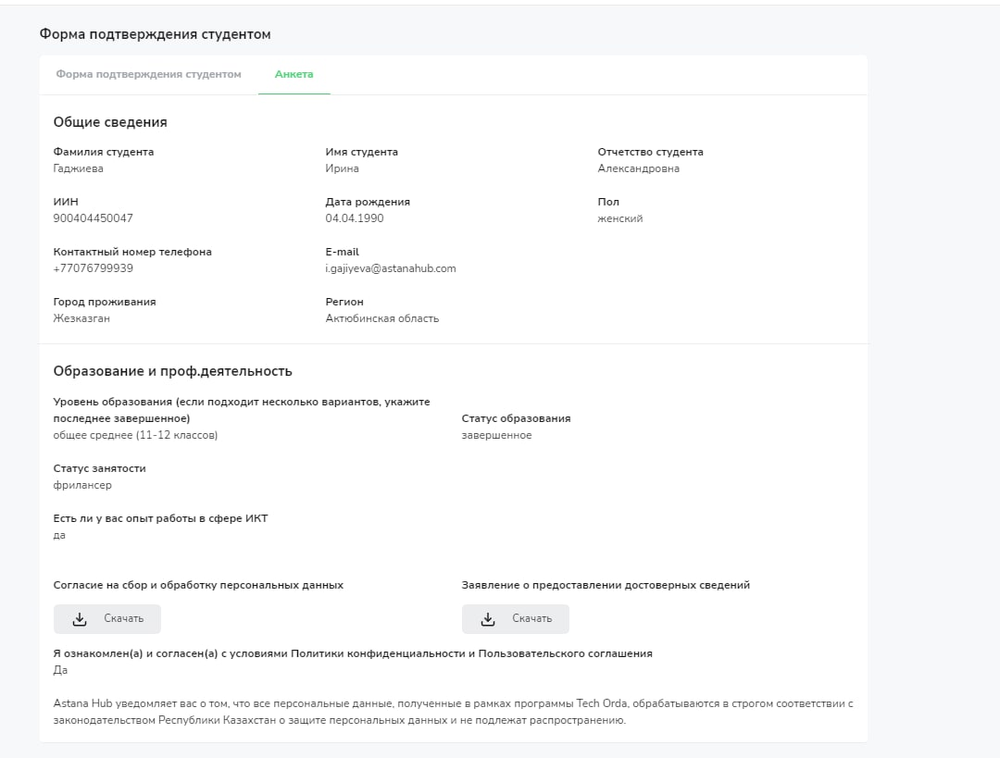 Форма подтверждения студентом
Форма подтверждения студентом Анкета
Общие сведения
Фамилия студента Имя студента Отчетство студента
Гаджиева Ирина Александровна
ИИН Дата рождения Пол
900404450047 04.04.1990 женский
Контактный номер телефона E-mail
+77076799939 i.gajiyeva@astanahub.com
Город проживания Регион
Жезказган Актюбинская область
Образование и проф.деятельность
Уровень образования (если подходит несколько вариантов, укажите
последнее завершенное) Статус образования
общее среднее (11-12 классов) завершенное
Статус занятости
фрилансер
Есть ли у вас опыт работы в сфере ИКТ
да
Согласие на сбор и обработку персональных данных Заявление о предоставлении достоверных сведений
Скачать Скачать
Я ознакомлен(а) и согласен(а) с условиями Политики конфиденциальности и Пользовательского соглашения
Да
Astana Hub уведомляет вас о том, что все персональные данные, полученные в рамках программы Tech Orda, обрабатываются в строгом соответствии с
законодательством Республики Казахстан о защите персональных данных и не подлежат распространению.